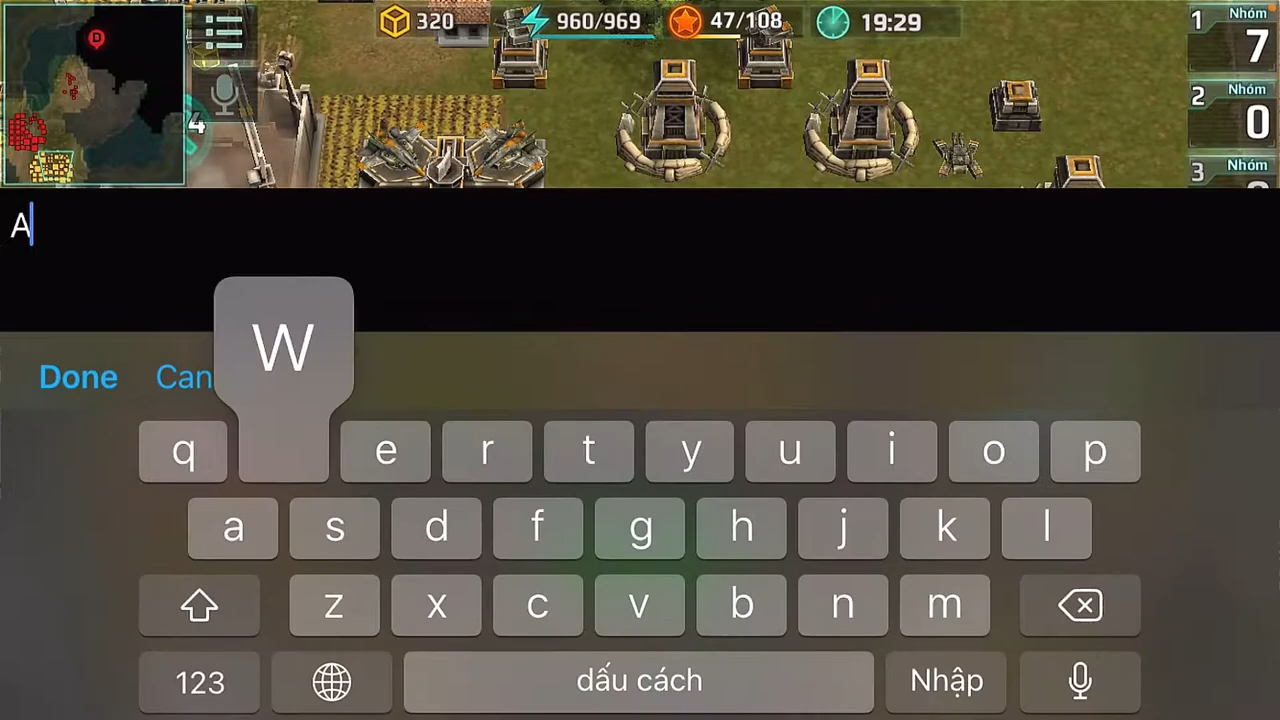 320 960/969 47/108 19:29
1 Nhóm 7
2 Nhóm 0
3 Nhóm
D
4
A
W
Done Can
q e r t y u i o p
a s d f g h j k l
z x c v b n m
123 dấu cách Nhập